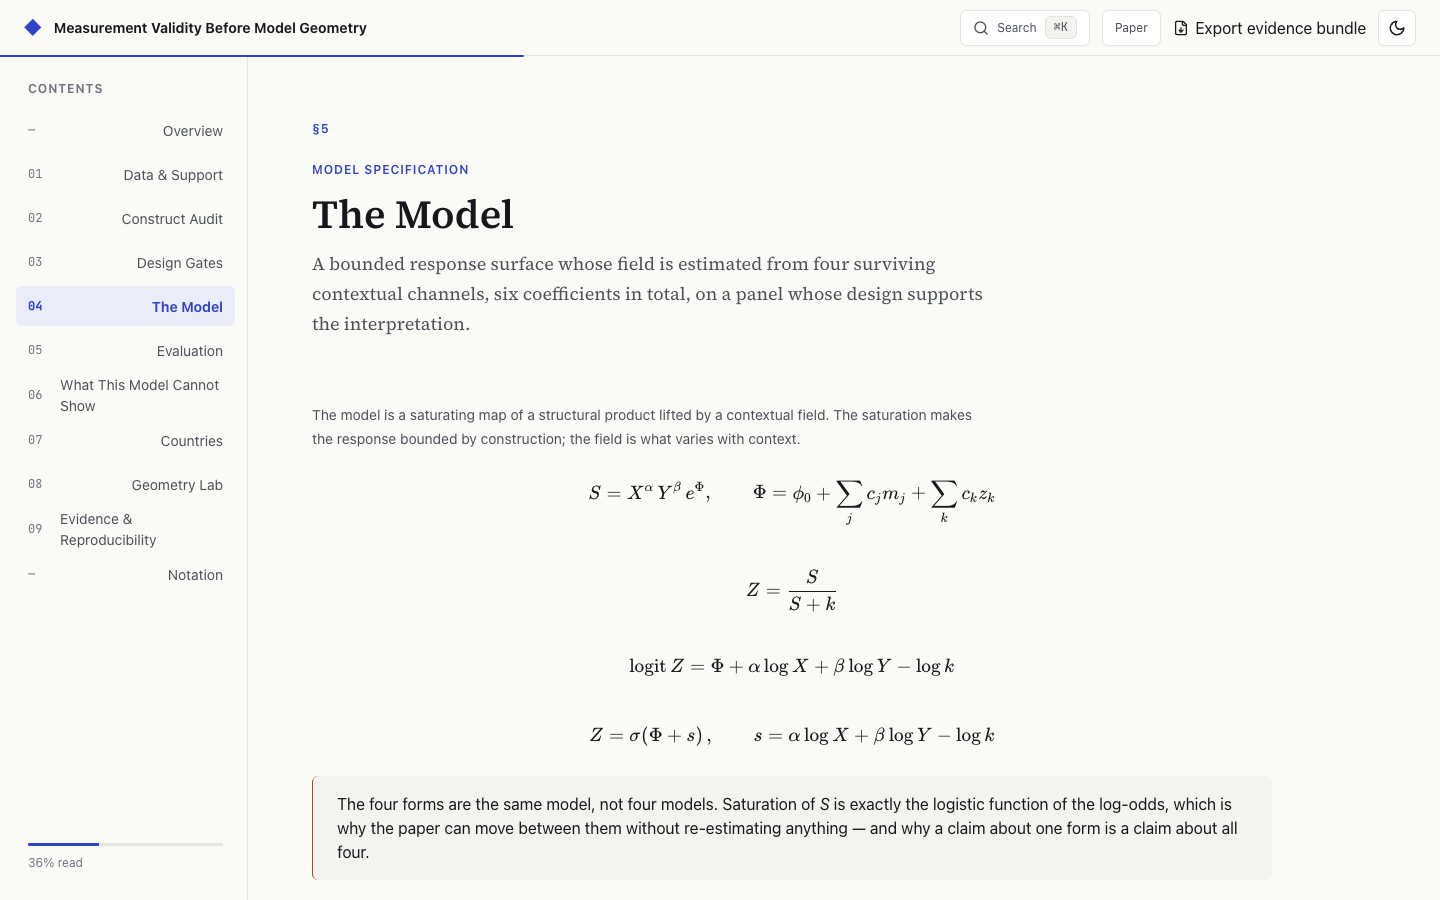 Measurement Validity Before Model Geometry
Search ⌘K
Paper
Export evidence bundle
CONTENTS
— Overview
01 Data & Support
02 Construct Audit
03 Design Gates
04 The Model
05 Evaluation
06 What This Model Cannot
Show
07 Countries
08 Geometry Lab
09 Evidence &
Reproducibility
— Notation
36% read
§5
MODEL SPECIFICATION
The Model
A bounded response surface whose field is estimated from four surviving
contextual channels, six coefficients in total, on a panel whose design supports
the interpretation.
The model is a saturating map of a structural product lifted by a contextual field. The saturation makes
the response bounded by construction; the field is what varies with context.
S = X^α Y^β e^Φ, Φ = ϕ₀ + ∑_j c_j m_j + ∑_k c_k z_k
Z = S / (S + k)
logit Z = Φ + α log X + β log Y − log k
Z = σ(Φ + s) , s = α log X + β log Y − log k
The four forms are the same model, not four models. Saturation of S is exactly the logistic function of the log-odds, which is
why the paper can move between them without re-estimating anything — and why a claim about one form is a claim about all
four.